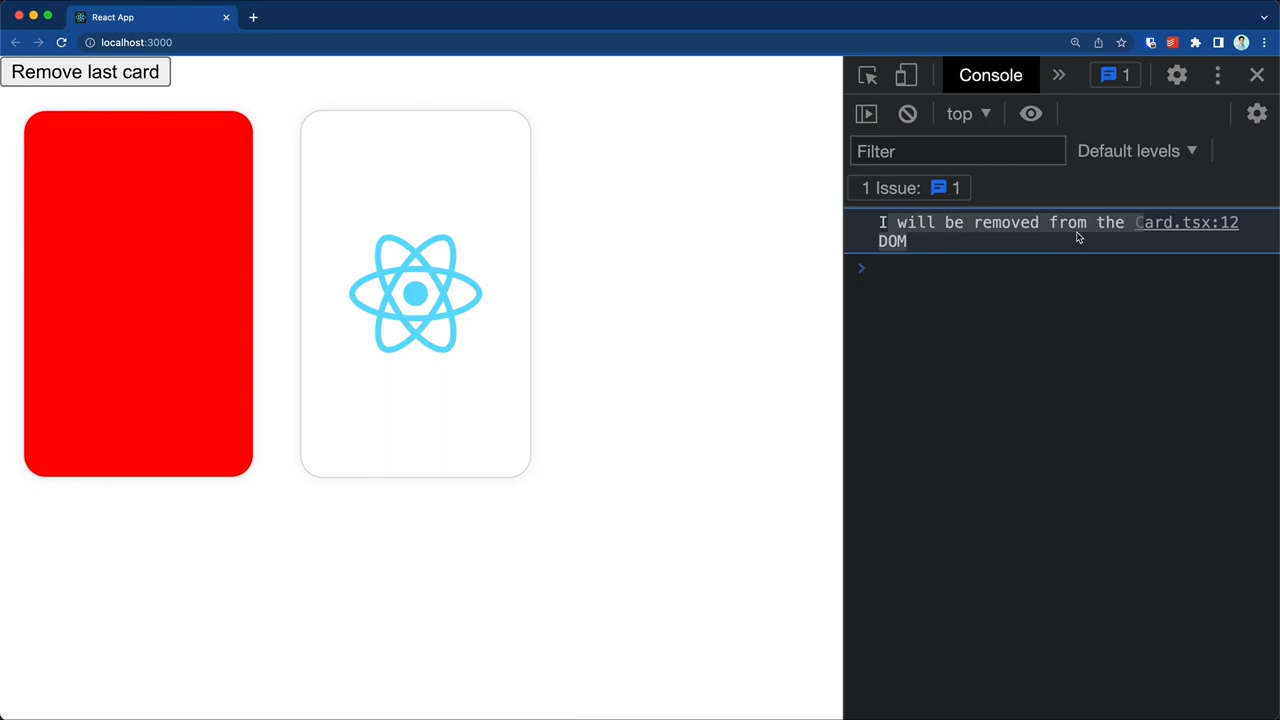 React App
localhost:3000
Remove last card
Console
1
top
Filter
Default levels
1 Issue:
1
I will be removed from the
Card.tsx:12
DOM